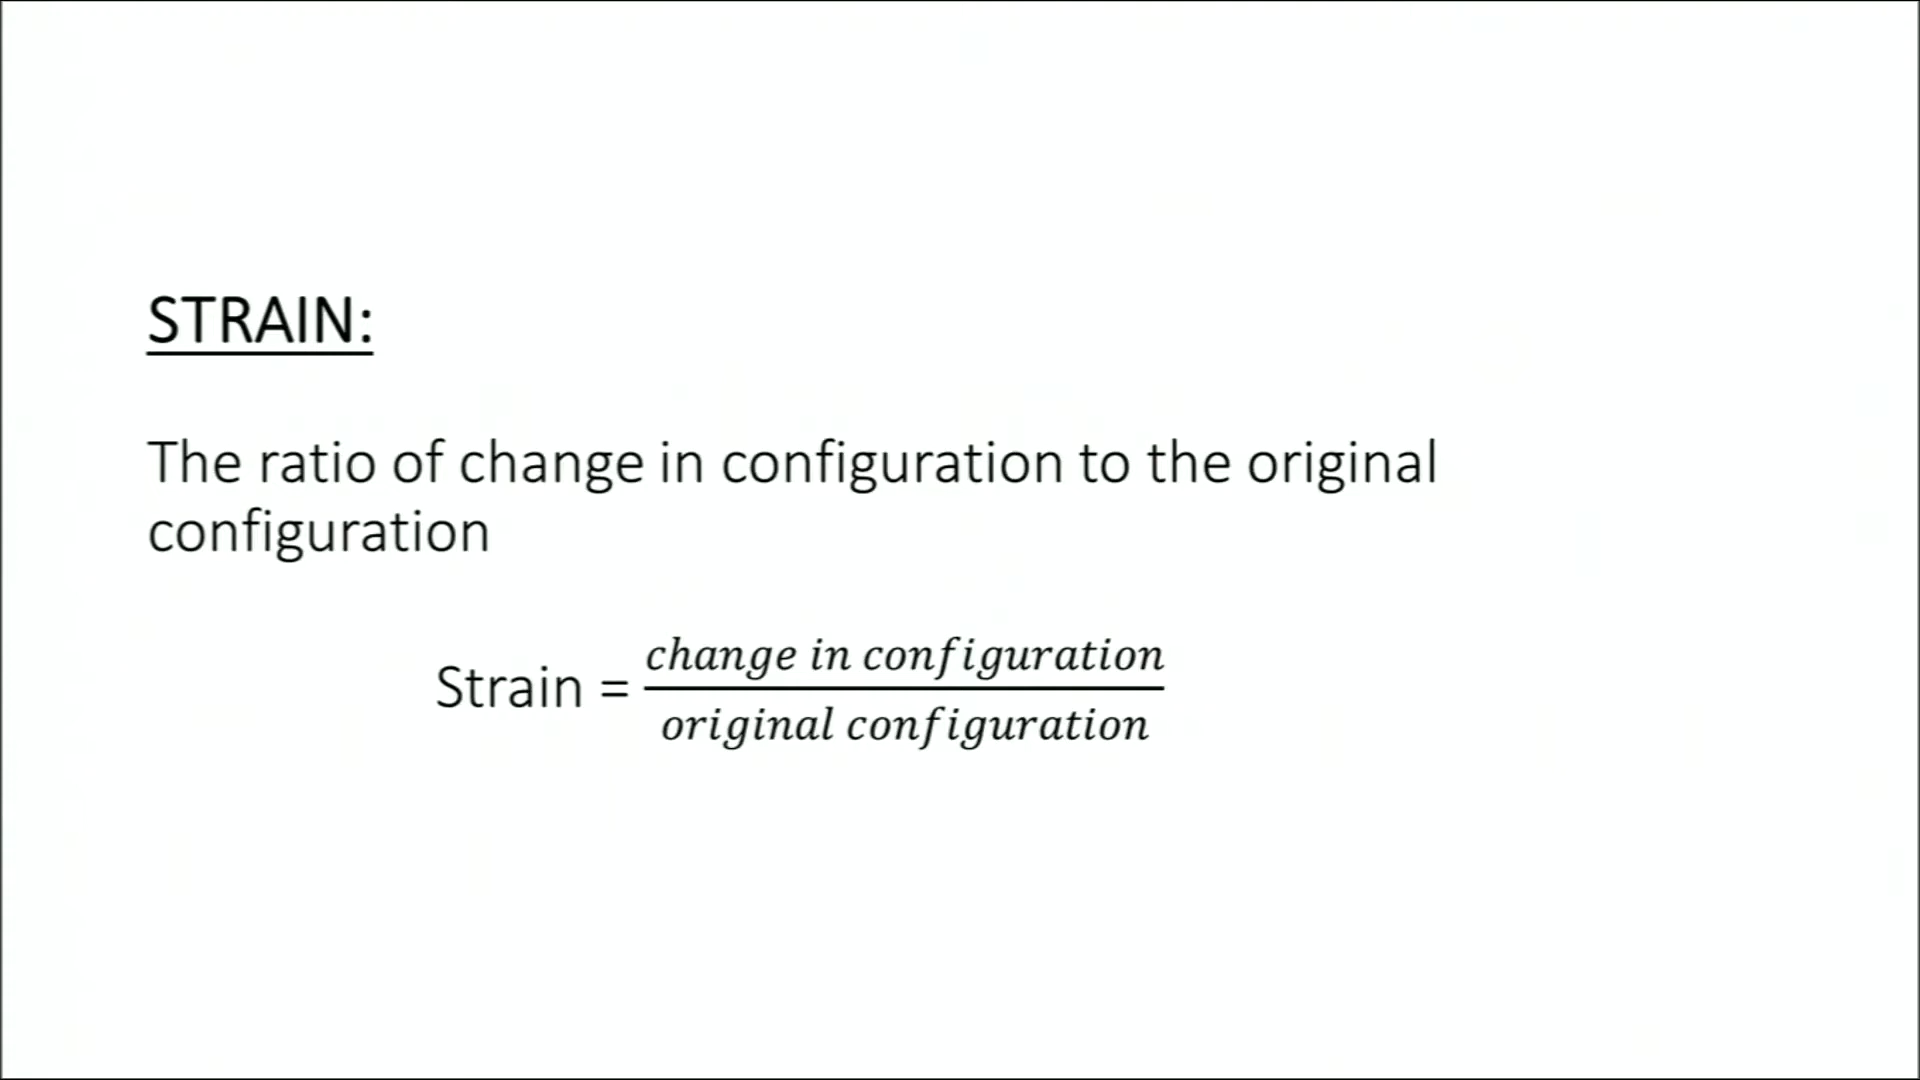 STRAIN:
The ratio of change in configuration to the original
configuration
Strain = change in configuration
original configuration